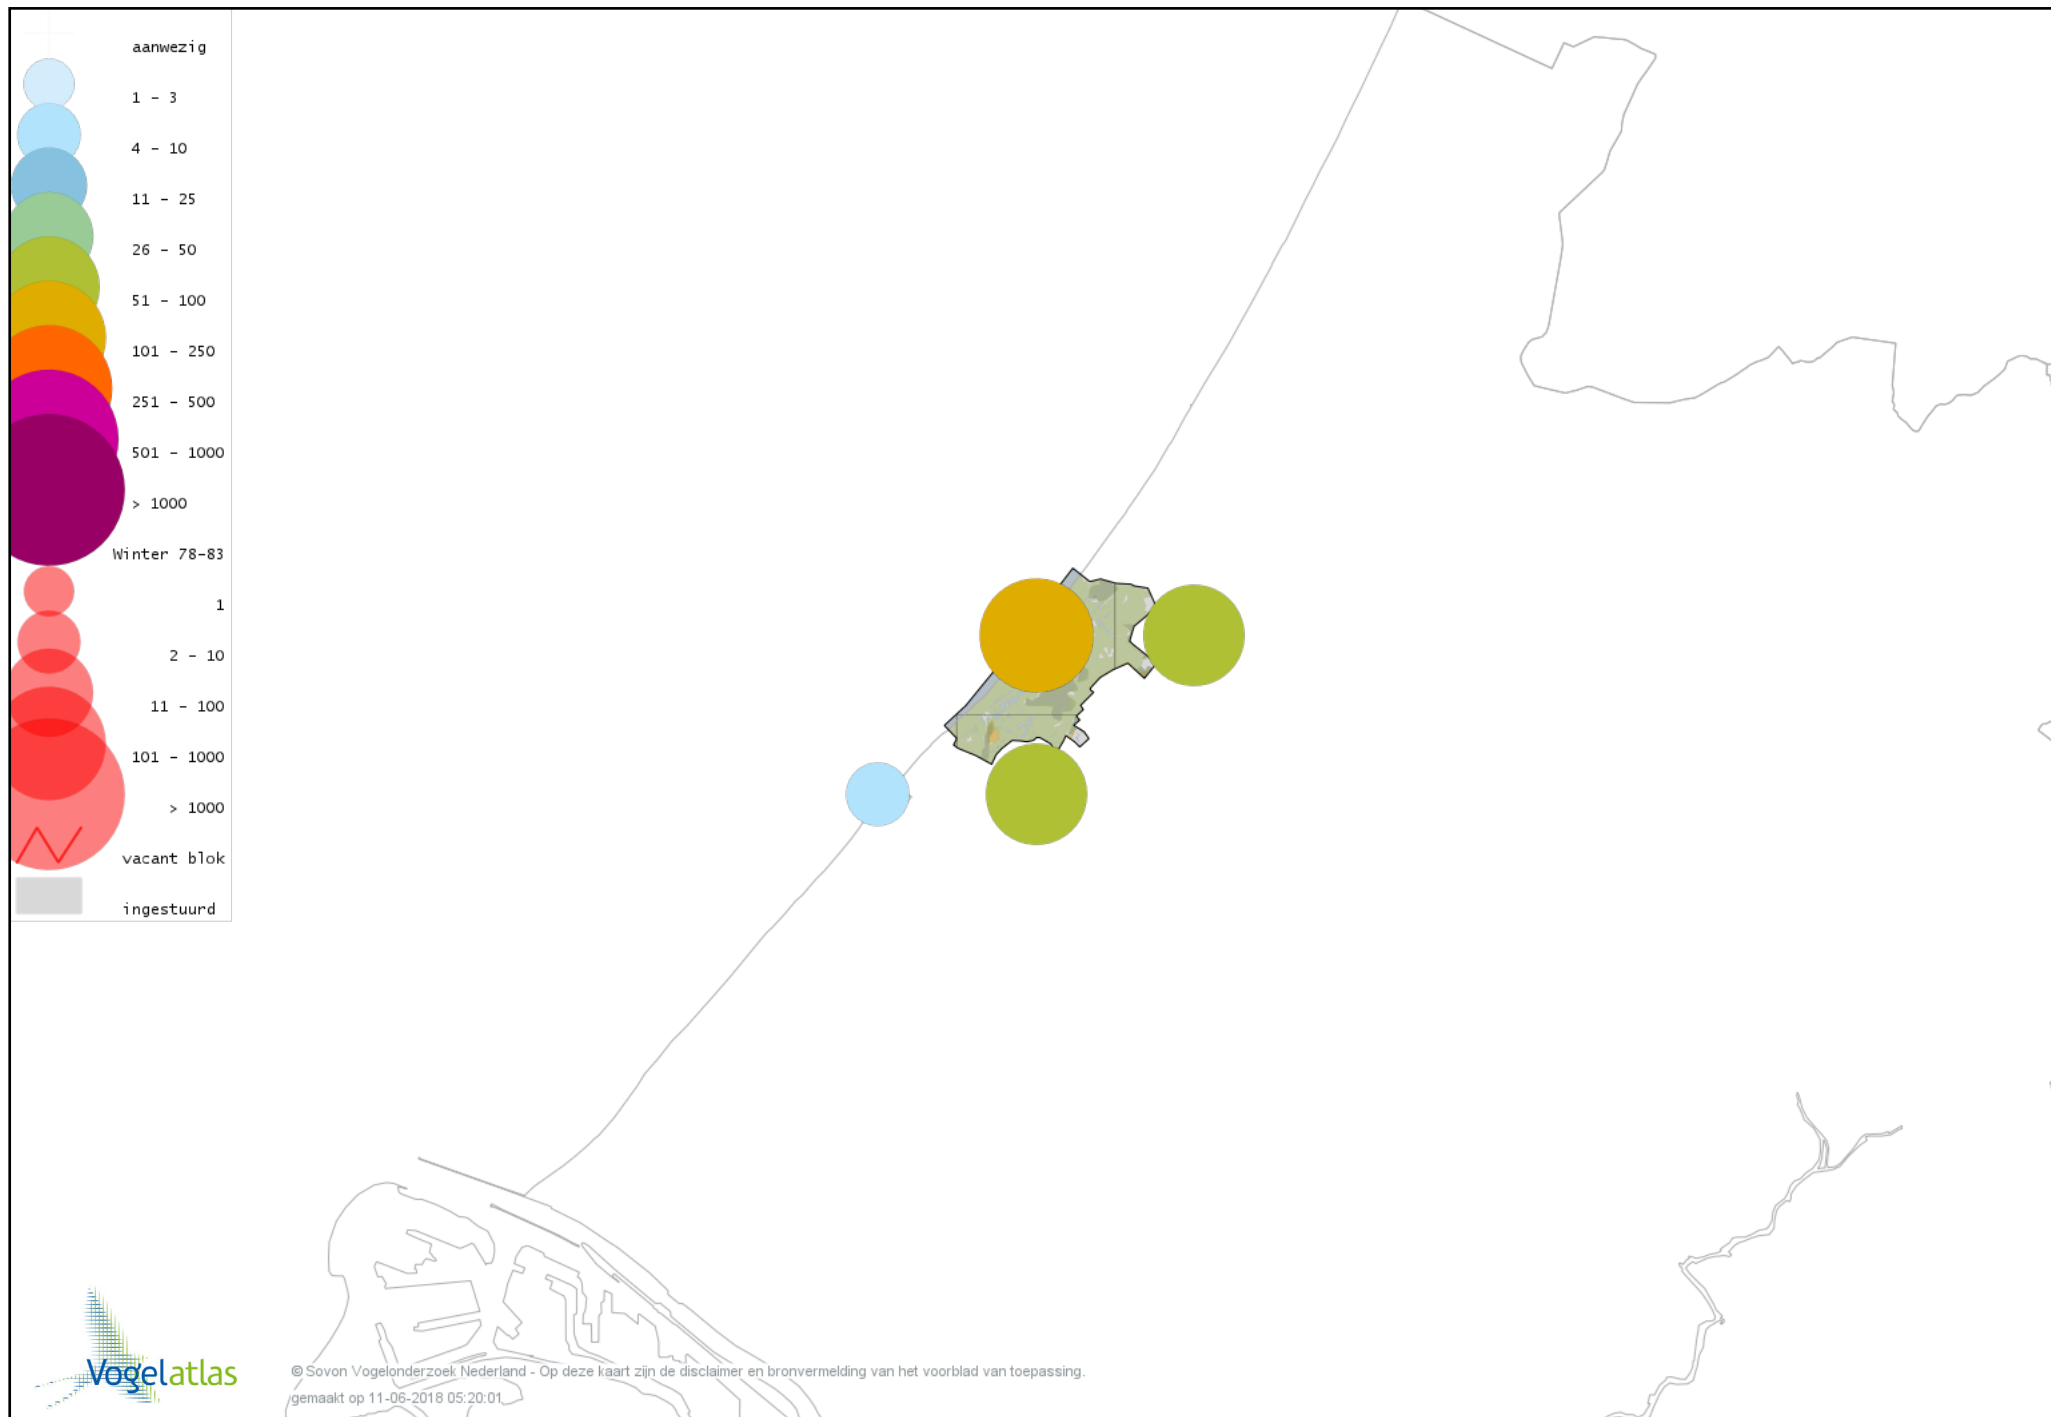 aanwezig
1 – 3
4 – 10
11 – 25
26 – 50
51 – 100
101 – 250
251 – 500
501 – 1000
> 1000
Winter 78-83
1
2 – 10
11 – 100
101 – 1000
> 1000
vacant blok
ingestuurd
Vogelatlas
© Sovon Vogelonderzoek Nederland - Op deze kaart zijn de disclaimer en bronvermelding van het voorblad van toepassing.
gemaakt op 11-06-2018 05:20:01